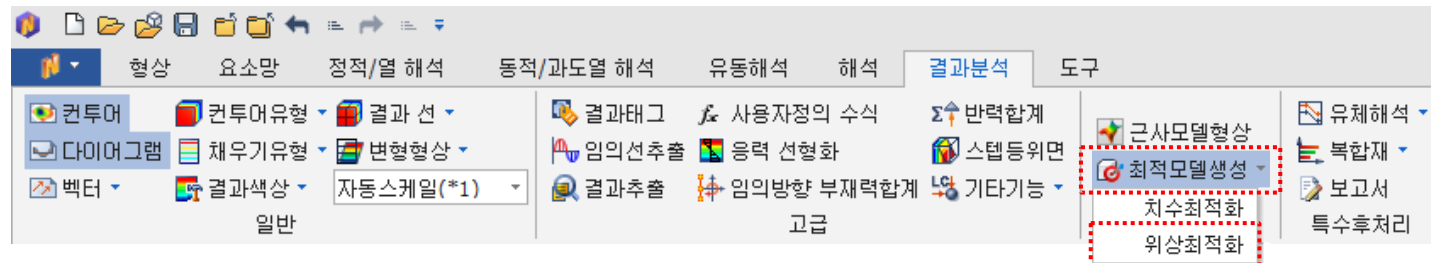 형상 요소망 정적/열 해석 동적/과도열 해석 유동해석 해석 결과분석 도구
컨투어 컨투어유형 결과 선 결과태그 사용자정의 수식 반력합계 근사모델형상 유체해석
다이어그램 채우기유형 변형형상 임의선추출 응력 선형화 스텝등위면 최적모델생성 복합재
벡터 결과색상 자동스케일(*1) 결과추출 임의방향 부재력합계 기타기능 치수최적화 보고서
일반 고급 위상최적화 특수후처리